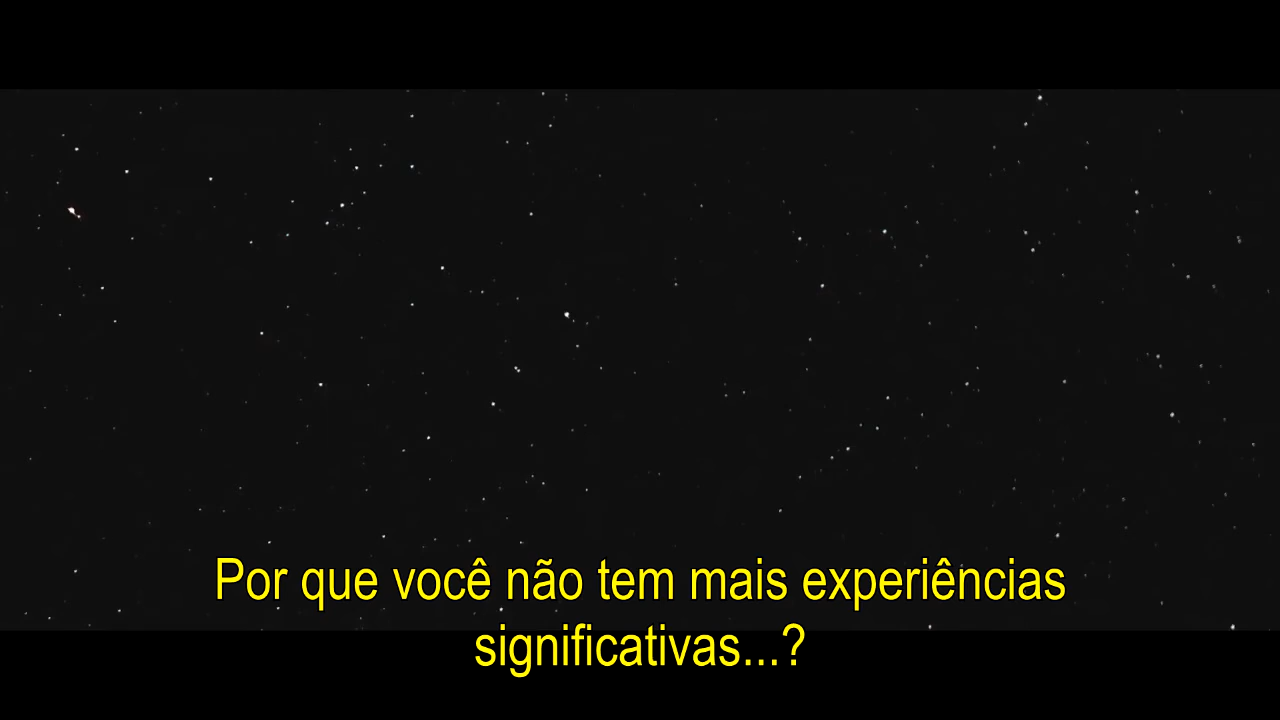 Por que você não tem mais experiências
significativas...?